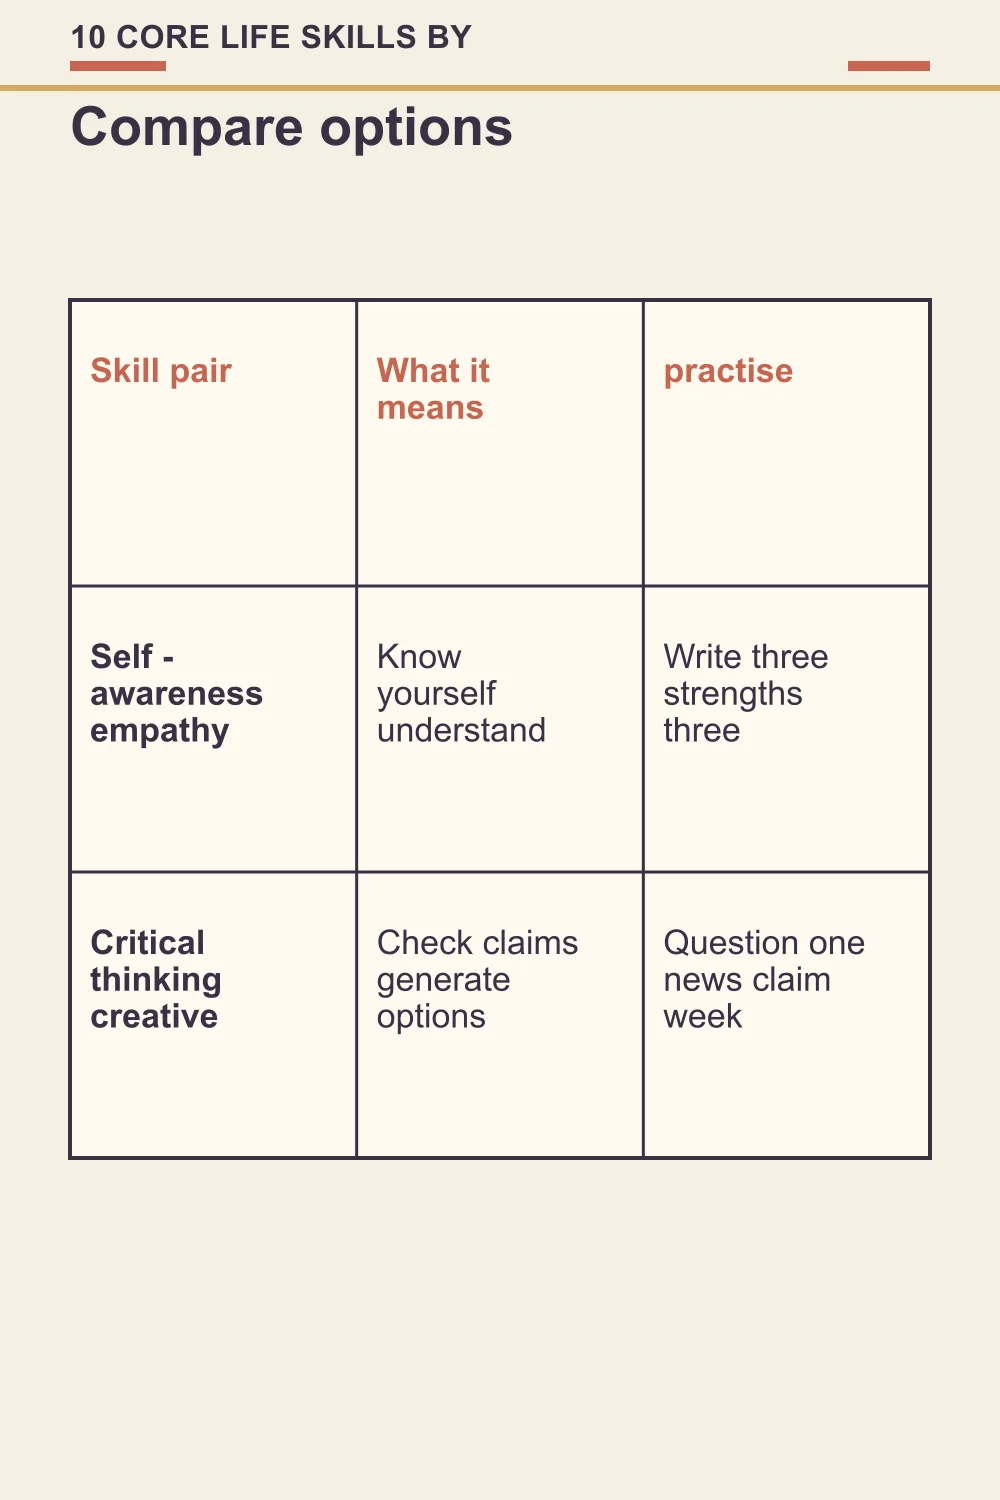 10 CORE LIFE SKILLS BY
Compare options
Skill pair
What it
means
practise
Self -
awareness
empathy
Know
yourself
understand
Write three
strengths
three
Critical
thinking
creative
Check claims
generate
options
Question one
news claim
week